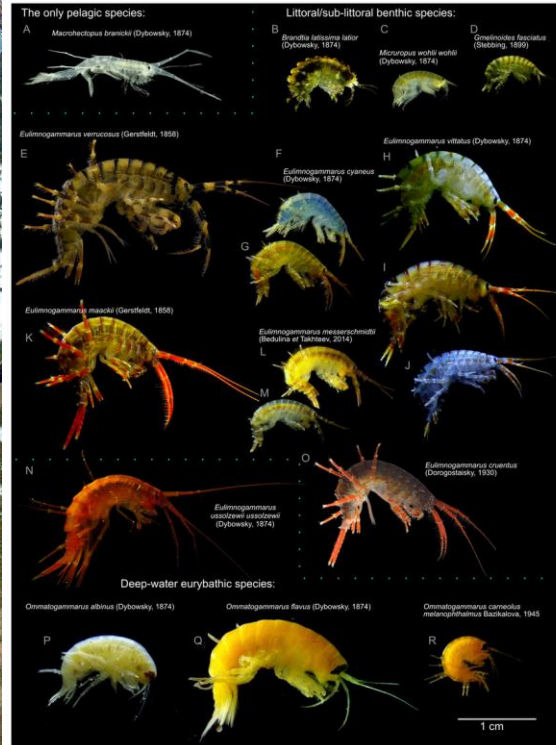 The only pelagic species:
A
Macrohectopus branickii (Dybowsky, 1874)
Littoral/sub-littoral benthic species:
B
Brandtia latissima latior
(Dybowsky, 1874)
C
Micruropus wohlii wohlii
(Dybowsky, 1874)
D
Gmelinoides fasciatus
(Stebbing, 1899)
Eulimnogammarus verrucosus (Gerstfeldt, 1858)
E
F
Eulimnogammarus cyaneus
(Dybowsky, 1874)
G
Eulimnogammarus vittatus (Dybowsky, 1874)
H
I
J
Eulimnogammarus maackii (Gerstfeldt, 1858)
K
Eulimnogammarus messerschmidtii
(Bedulina et Takhteev, 2014)
L
M
N
Eulimnogammarus
ussolzewii ussolzewii
(Dybowsky, 1874)
O
Eulimnogammarus cruentus
(Dorogostaisky, 1930)
Deep-water eurybathic species:
Ommatogammarus albinus (Dybowsky, 1874)
P
Ommatogammarus flavus (Dybowsky, 1874)
Q
Ommatogammarus carneolus
melanophthalmus Bazikalova, 1945
R
1 cm